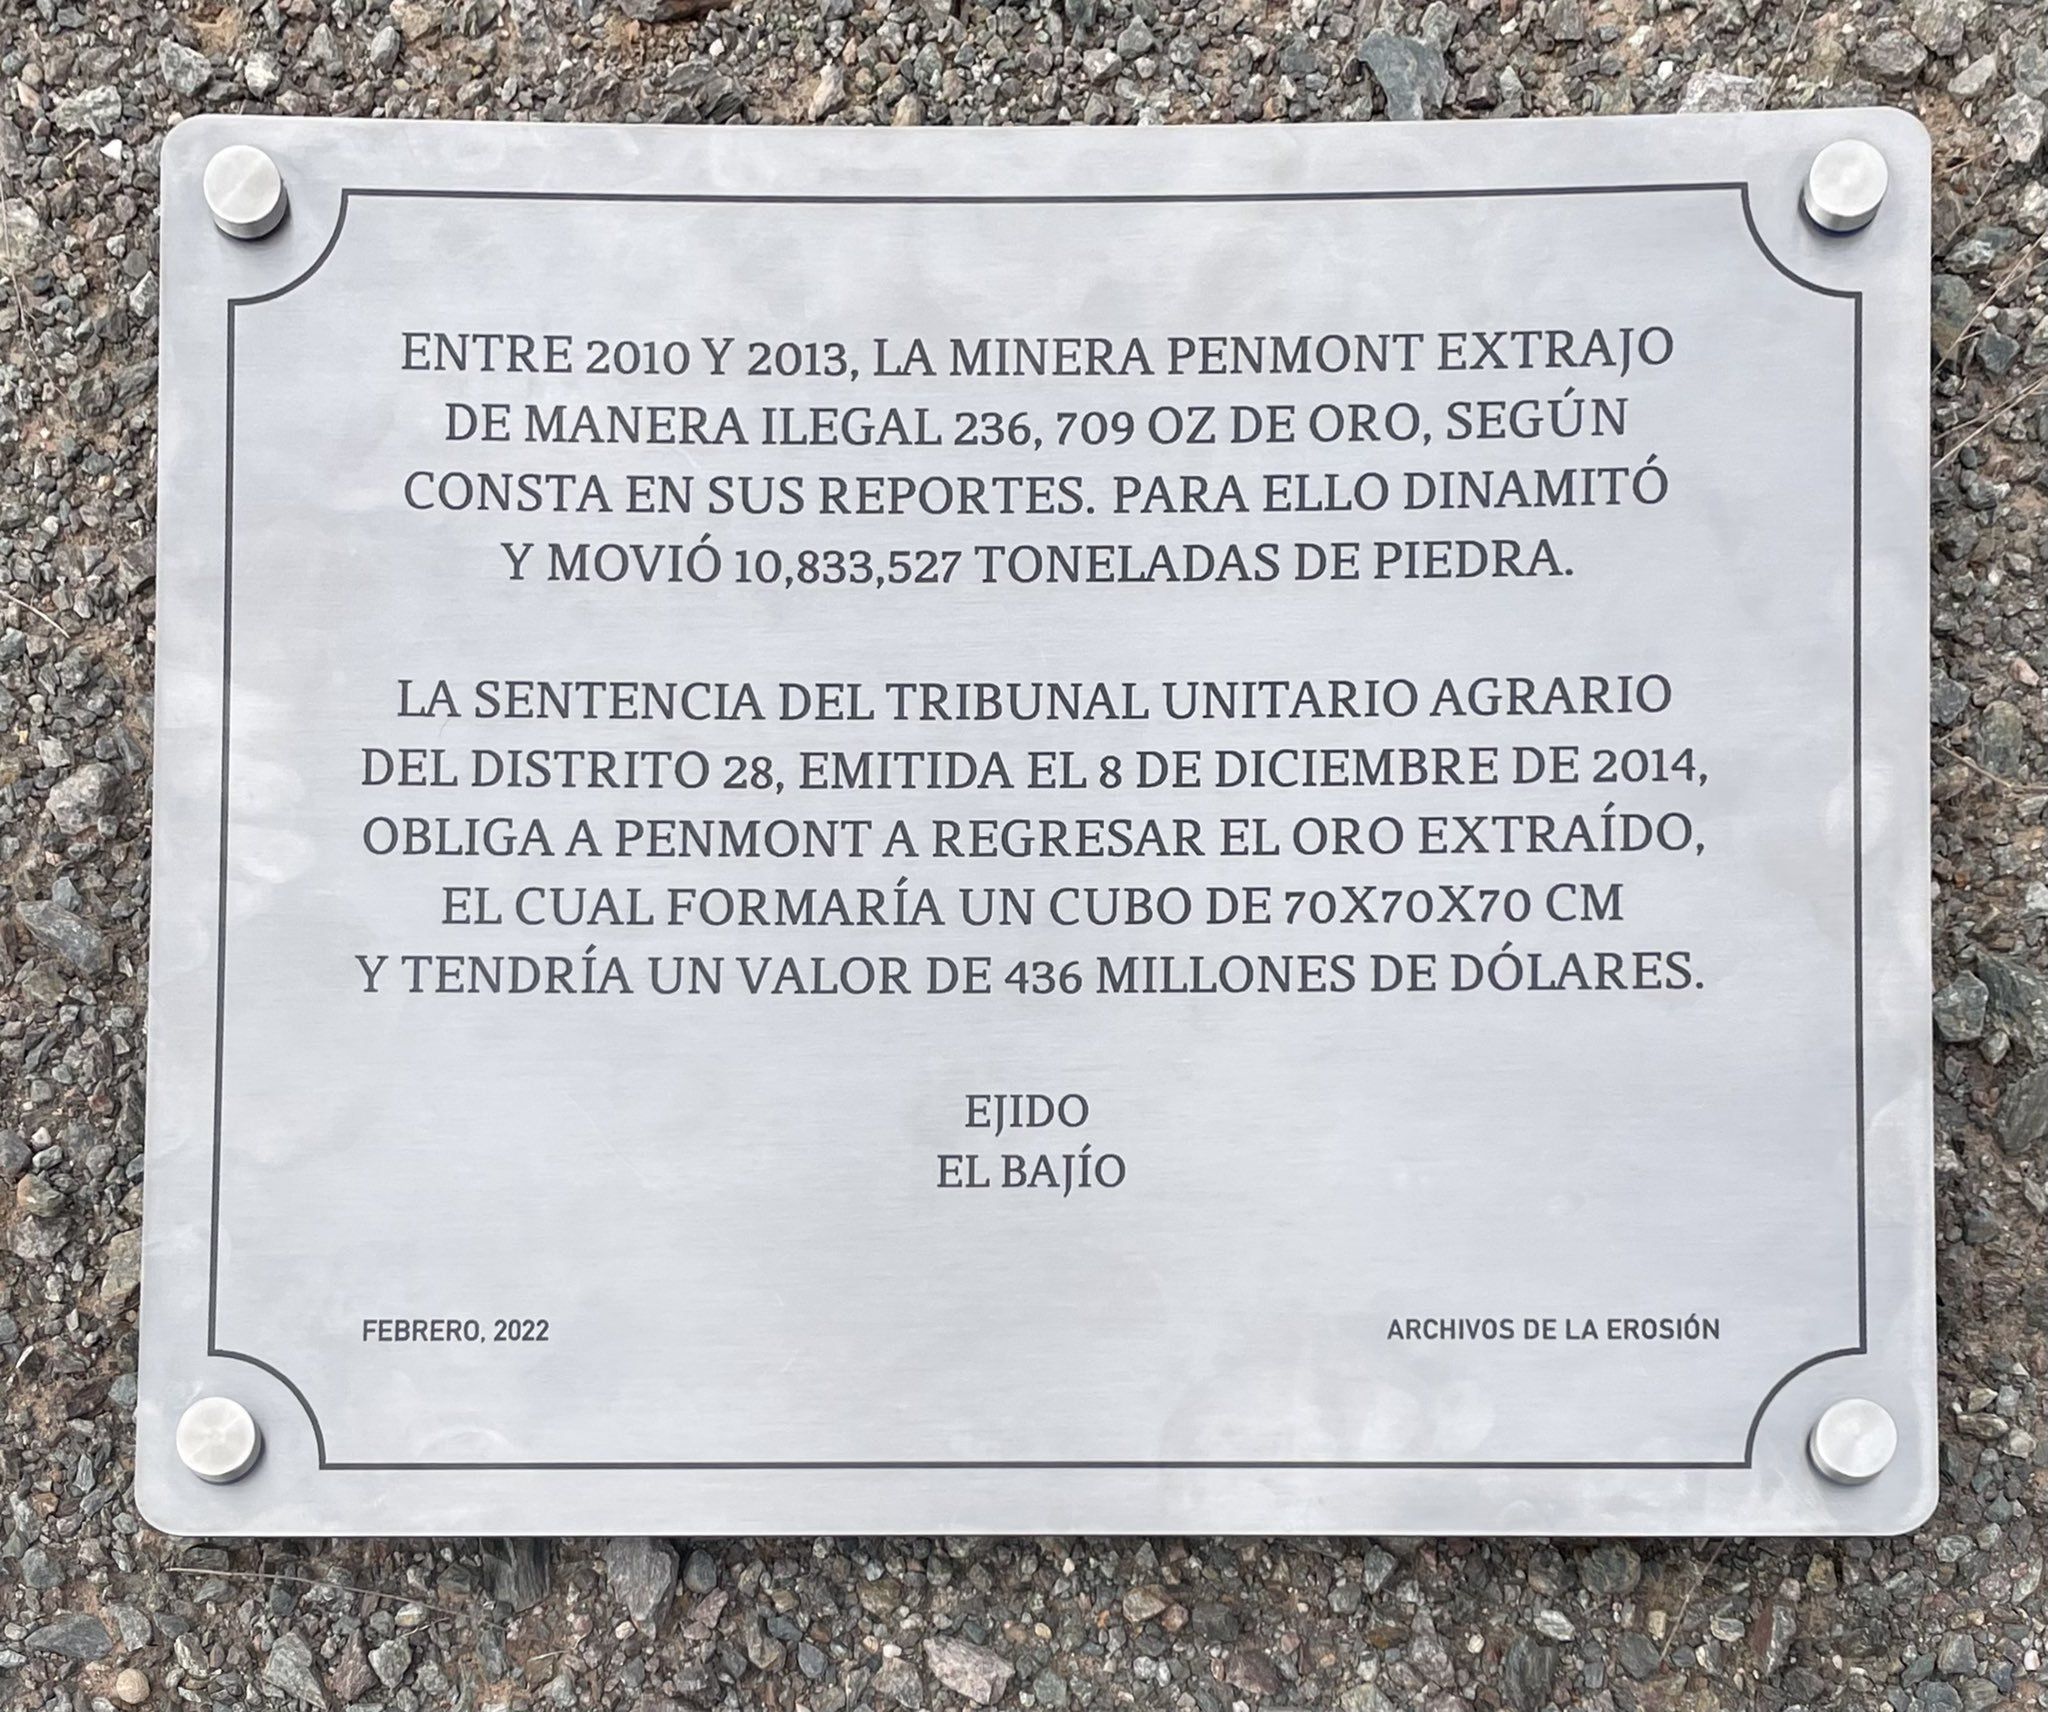 ENTRE 2010 Y 2013, LA MINERA PENMONT EXTRAJO
DE MANERA ILEGAL 236, 709 OZ DE ORO, SEGÚN
CONSTA EN SUS REPORTES. PARA ELLO DINAMITÓ
Y MOVIÓ 10,833,527 TONELADAS DE PIEDRA.
LA SENTENCIA DEL TRIBUNAL UNITARIO AGRARIO
DEL DISTRITO 28, EMITIDA EL 8 DE DICIEMBRE DE 2014,
OBLIGA A PENMONT A REGRESAR EL ORO EXTRAÍDO,
EL CUAL FORMARÍA UN CUBO DE 70X70X70 CM
Y TENDRÍA UN VALOR DE 436 MILLONES DE DÓLARES.
EJIDO
EL BAJÍO
FEBRERO, 2022
ARCHIVOS DE LA EROSIÓN